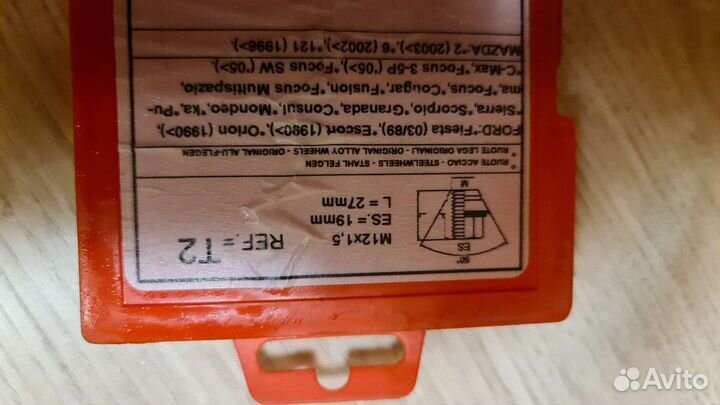 REF.= T2
M12x1,5
ES.= 19mm
L = 27mm
60°
ES
M
° RUOTE ACCIAO - STEELWHEELS - STAHL FELGEN
* RUOTE LEGA ORIGINALI - ORIGINAL ALLOY WHEELS - ORIGINAL ALU-FLEGEN
FORD:°Fiesta (03/89),°*Escort (1990>),°*Orion (1990>),
°Sierra,°*Scorpio,°Granada,°Consul °*Mondeo,°*ka,°*Pu-
ma,°Focus,°*Cougar,°Fusion,°Focus Multispazio,
°*C-Max,°*Focus 3-5P ('05>),°*Focus SW ('05>).
MAZDA:°*2 (2003>),°*6 (2002>),°*121 (1996>).
Avito